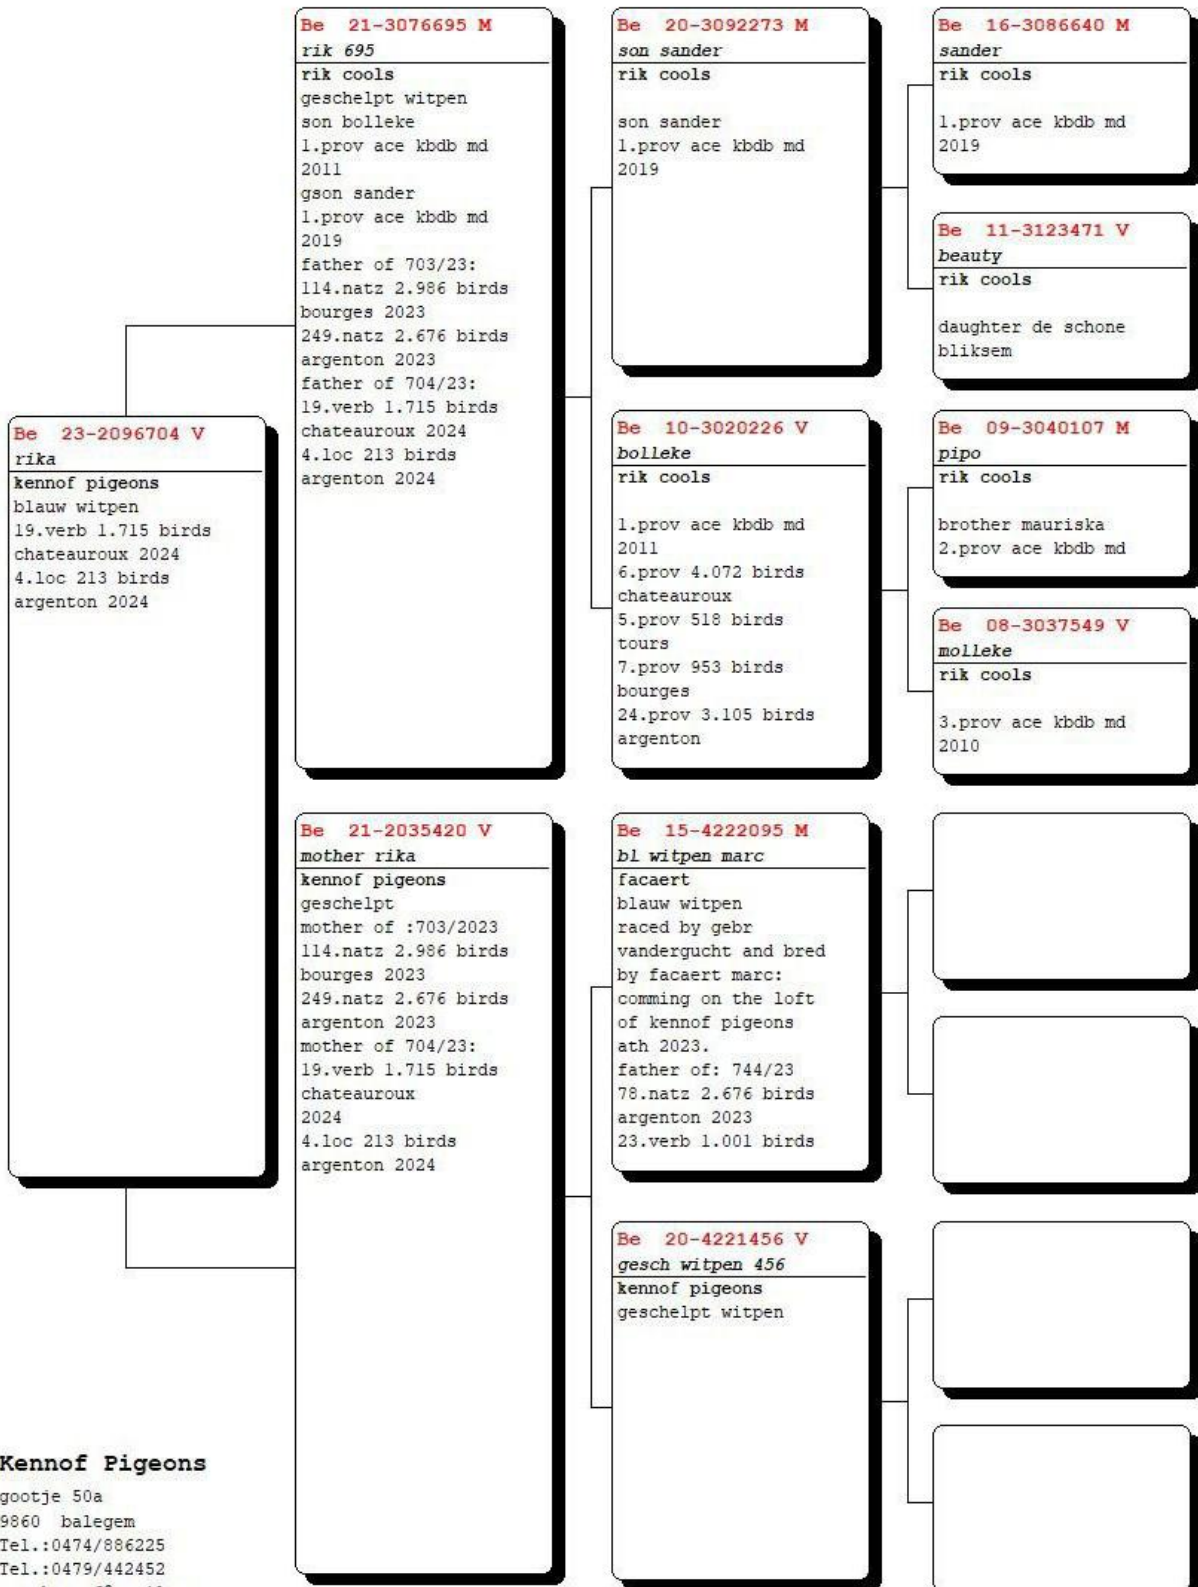 Be 23-2096704 V
rika
kennof pigeons
blauw witpen
19.verb 1.715 birds
chateauroux 2024
4.loc 213 birds
argenton 2024
Be 21-3076695 M
rik 695
rik cools
geschelpt witpen
son bolleke
1.prov ace kbdb md
2011
gson sander
1.prov ace kbdb md
2019
father of 703/23:
114.natz 2.986 birds
bourges 2023
249.natz 2.676 birds
argenton 2023
father of 704/23:
19.verb 1.715 birds
chateauroux 2024
4.loc 213 birds
argenton 2024
Be 21-2035420 V
mother rika
kennof pigeons
geschelpt
mother of :703/2023
114.natz 2.986 birds
bourges 2023
249.natz 2.676 birds
argenton 2023
mother of 704/23:
19.verb 1.715 birds
chateauroux
2024
4.loc 213 birds
argenton 2024
Be 20-3092273 M
son sander
rik cools
son sander
1.prov ace kbdb md
2019
Be 10-3020226 V
bolleke
rik cools
1.prov ace kbdb md
2011
6.prov 4.072 birds
chateauroux
5.prov 518 birds
tours
7.prov 953 birds
bourges
24.prov 3.105 birds
argenton
Be 15-4222095 M
bl witpen marc
facaert
blauw witpen
raced by gebr
vandergucht and bred
by facaert marc:
comming on the loft
of kennof pigeons
ath 2023.
father of: 744/23
78.natz 2.676 birds
argenton 2023
23.verb 1.001 birds
Be 20-4221456 V
gesch witpen 456
kennof pigeons
geschelpt witpen
Be 16-3086640 M
sander
rik cools
1.prov ace kbdb md
2019
Be 11-3123471 V
beauty
rik cools
daughter de schone
bliksem
Be 09-3040107 M
pipo
rik cools
brother mauriska
2.prov ace kbdb md
Be 08-3037549 V
molleke
rik cools
3.prov ace kbdb md
2010
Kennof Pigeons
gootje 50a
9860 balegem
Tel.:0474/886225
Tel.:0479/442452